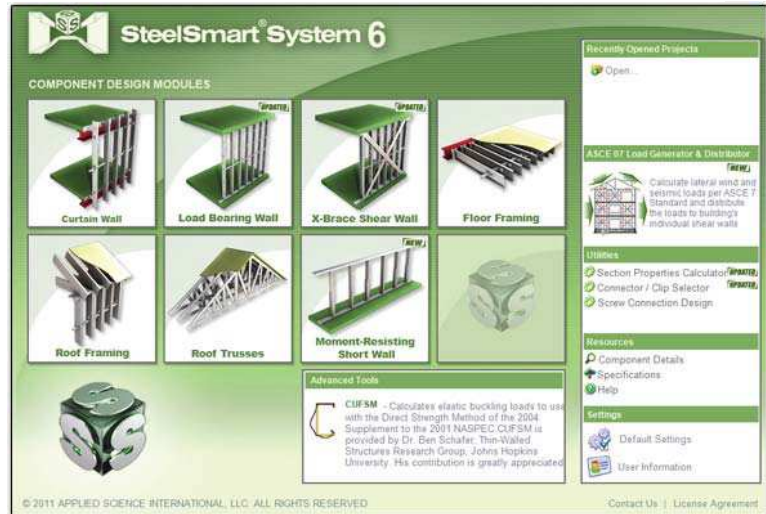 SteelSmart® System 6
COMPONENT DESIGN MODULES
UPDATED
UPDATED
Curtain Wall
Load Bearing Wall
X-Brace Shear Wall
Floor Framing
NEW
Roof Framing
Roof Trusses
Moment-Resisting
Short Wall
Advanced Tools
CUFSM - Calculates elastic buckling loads to use
with the Direct Strength Method of the 2004
Supplement to the 2001 NASPEC CUFSM is
provided by Dr. Ben Schafer, Thin-Walled
Structures Research Group, Johns Hopkins
University. His contribution is greatly appreciated
Recently Opened Projects
Open...
ASCE 07 Load Generator & Distributor
NEW
Calculate lateral wind and
seismic loads per ASCE 7
Standard and distribute
the loads to building's
individual shear walls
Utilities
Section Properties Calculator UPDATED
Connector / Clip Selector UPDATED
Screw Connection Design
Resources
Component Details
Specifications
Help
Settings
Default Settings
User Information
S
S
S
© 2011 APPLIED SCIENCE INTERNATIONAL, LLC. ALL RIGHTS RESERVED
Contact Us | License Agreement